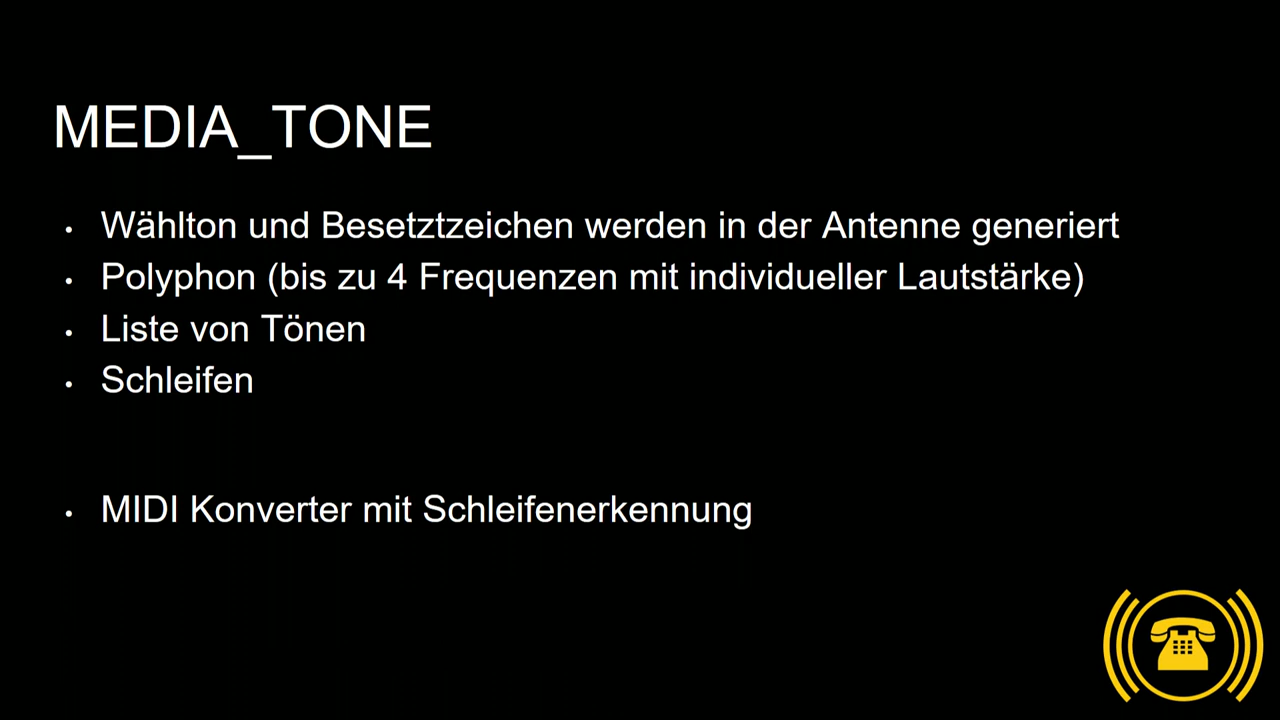 MEDIA_TONE
• Wählton und Besetztzeichen werden in der Antenne generiert
• Polyphon (bis zu 4 Frequenzen mit individueller Lautstärke)
• Liste von Tönen
• Schleifen
• MIDI Konverter mit Schleifenerkennung